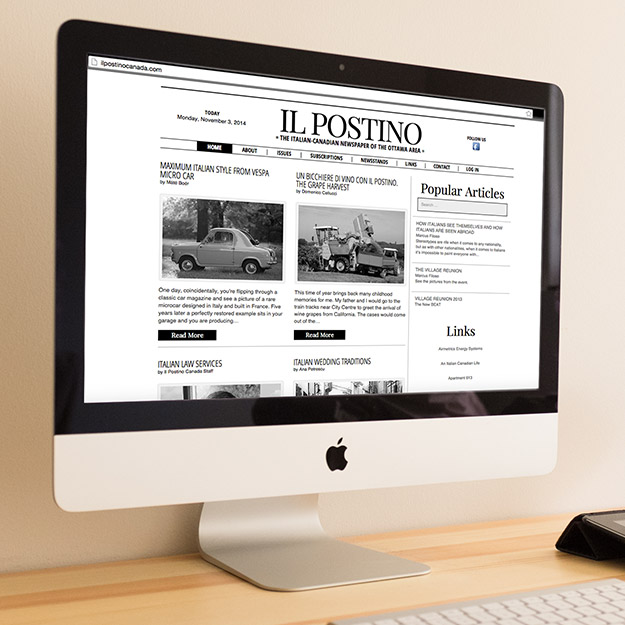 ilpostinocanada.com
TODAY
Monday, November 3, 2014
IL POSTINO
• THE ITALIAN-CANADIAN NEWSPAPER OF THE OTTAWA AREA •
FOLLOW US
HOME ABOUT ISSUES SUBSCRIPTIONS NEWSSTANDS LINKS CONTACT LOG IN
MAXIMUM ITALIAN STYLE FROM VESPA
MICRO CAR
by
One day, coincidentally, you're flipping through a
classic car magazine and see a picture of a rare
microcar designed in Italy and built in France. Five
years later a perfectly restored example sits in your
garage and you are producing…
Read More
UN BICCHIERE DI VINO CON IL POSTINO.
THE GRAPE HARVEST
by Domenico Cellucci
This time of year brings back many childhood
memories for me. My father and I would go to the
train tracks near City Centre to greet the arrival of
wine grapes from California. The cases would come
out of the…
Read More
ITALIAN LAW SERVICES
by Il Postino Canada Staff
ITALIAN WEDDING TRADITIONS
by Ana Petrescu
Popular Articles
Search ...
HOW ITALIANS SEE THEMSELVES AND HOW
ITALIANS ARE SEEN ABROAD
Marcus Filoso
Stereotypes are rife when it comes to any nationality,
but as with other nationalities, when it comes to Italians
it's impossible to paint everyone with...
THE VILLAGE REUNION
Marcus Filoso
See the pictures from the event.
VILLAGE REUNION 2013
The New BEAT
Links
Airmetrics Energy Systems
An Italian Canadian Life
Apartment 613